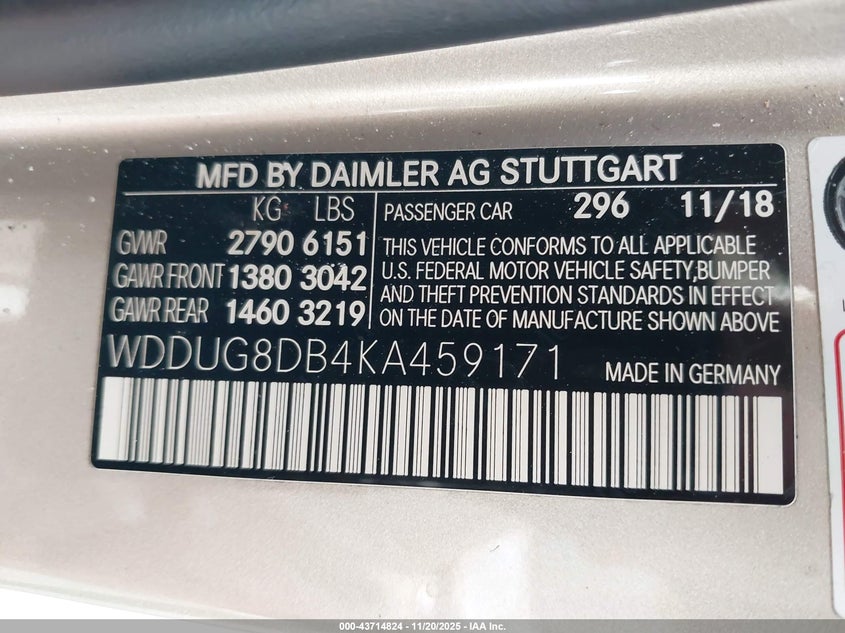 MFD BY DAIMLER AG STUTTGART
KG LBS
GVWR 2790 6151
GAWR FRONT 1380 3042
GAWR REAR 1460 3219
PASSENGER CAR 296 11/18
THIS VEHICLE CONFORMS TO ALL APPLICABLE
U.S. FEDERAL MOTOR VEHICLE SAFETY,BUMPER
AND THEFT PREVENTION STANDARDS IN EFFECT
ON THE DATE OF MANUFACTURE SHOWN ABOVE
WDDUG8DB4KA459171 MADE IN GERMANY
000-43714824 - 11/20/2025 - IAA Inc.